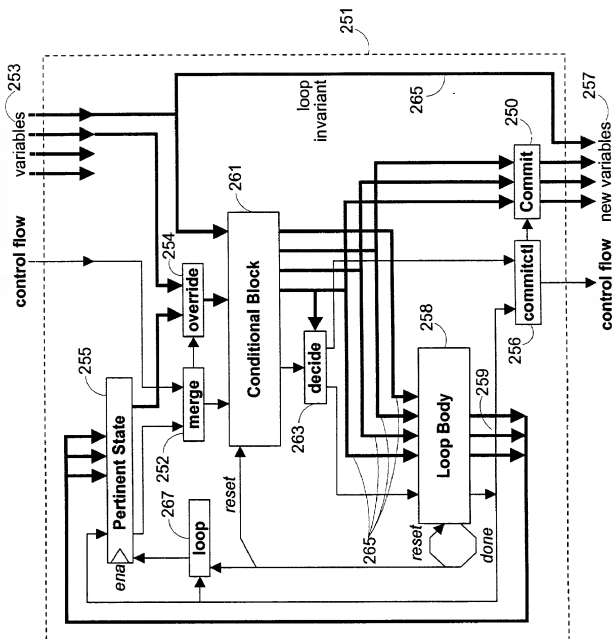 251
253
variables
control flow
loop
invariant
265
255
Pertinent State
ena
254
override
merge
252
261
Conditional Block
267
loop
reset
decide
263
250
Commit
257
new variables
commitctl
256
control flow
258
Loop Body
259
265
reset
done